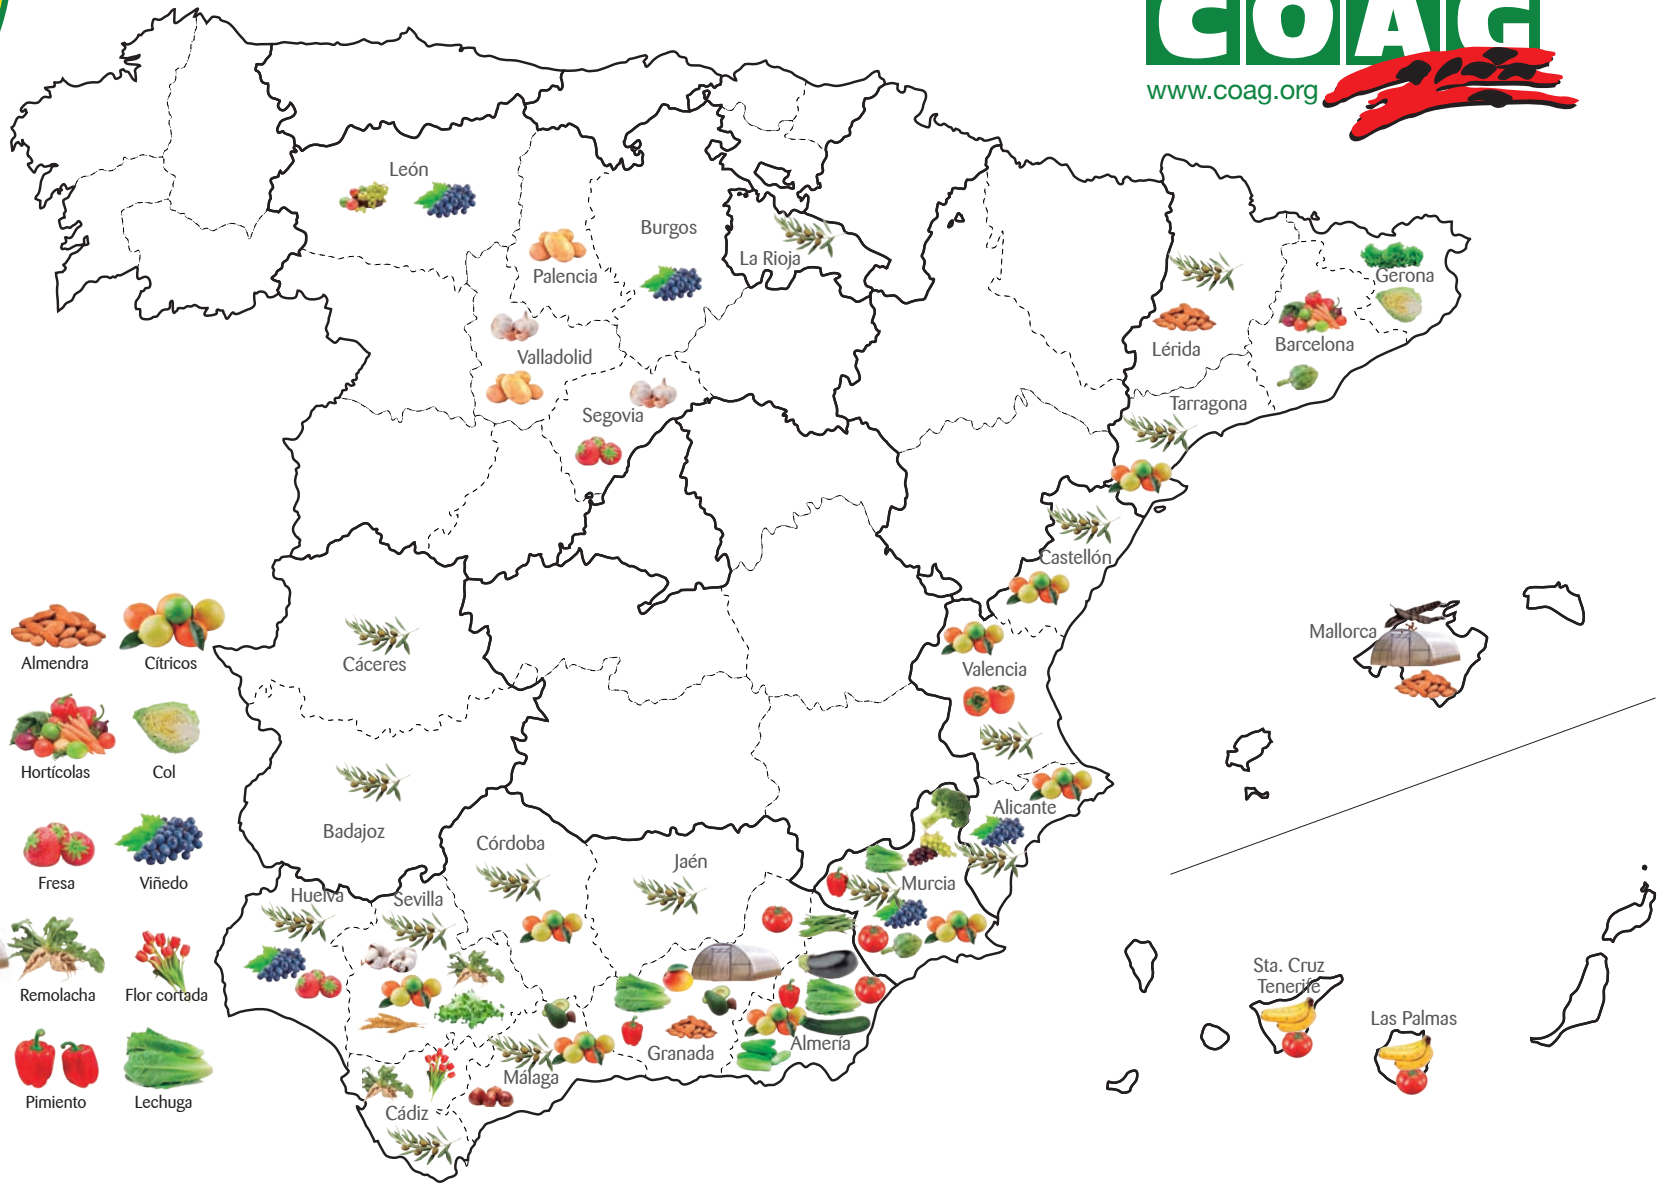 COAG
www.coag.org
León
Burgos
La Rioja
Palencia
Gerona
Valladolid
Lérida
Barcelona
Segovia
Tarragona
Castellón
Almendra
Cítricos
Cáceres
Mallorca
Valencia
Hortícolas
Col
Badajoz
Alicante
Córdoba
Jaén
Fresa
Viñedo
Huelva
Sevilla
Murcia
Remolacha
Flor cortada
Sta. Cruz
Tenerife
Las Palmas
Granada
Almería
Málaga
Pimiento
Lechuga
Cádiz